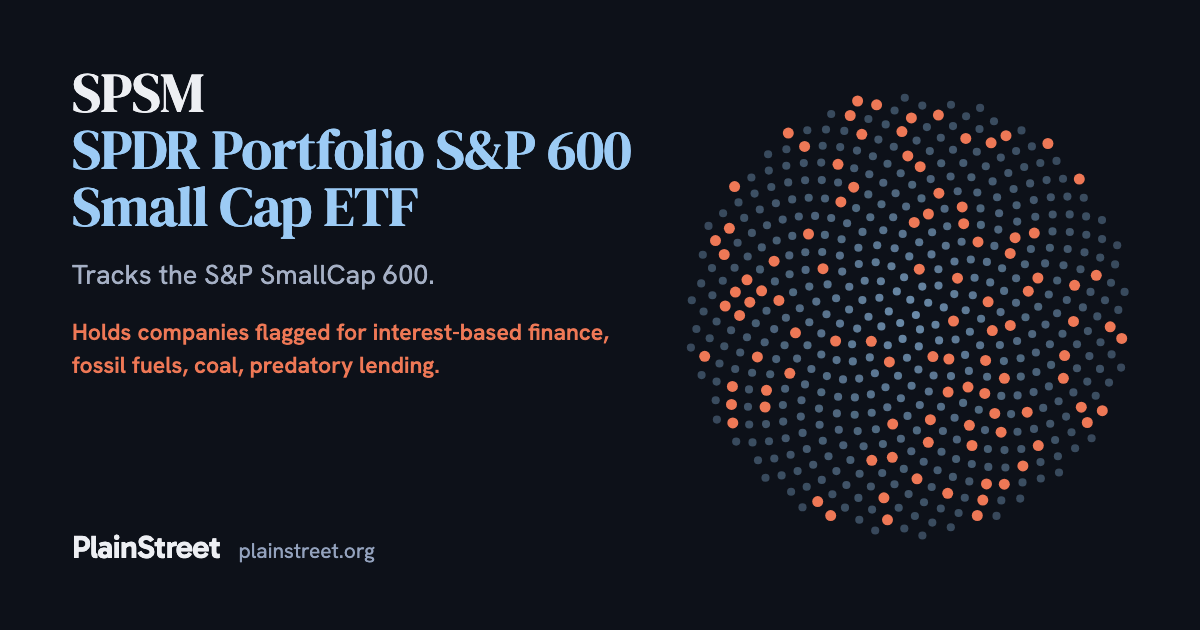 SPSM
SPDR Portfolio S&P 600
Small Cap ETF
Tracks the S&P SmallCap 600.
Holds companies flagged for interest-based finance,
fossil fuels, coal, predatory lending.
PlainStreet plainstreet.org